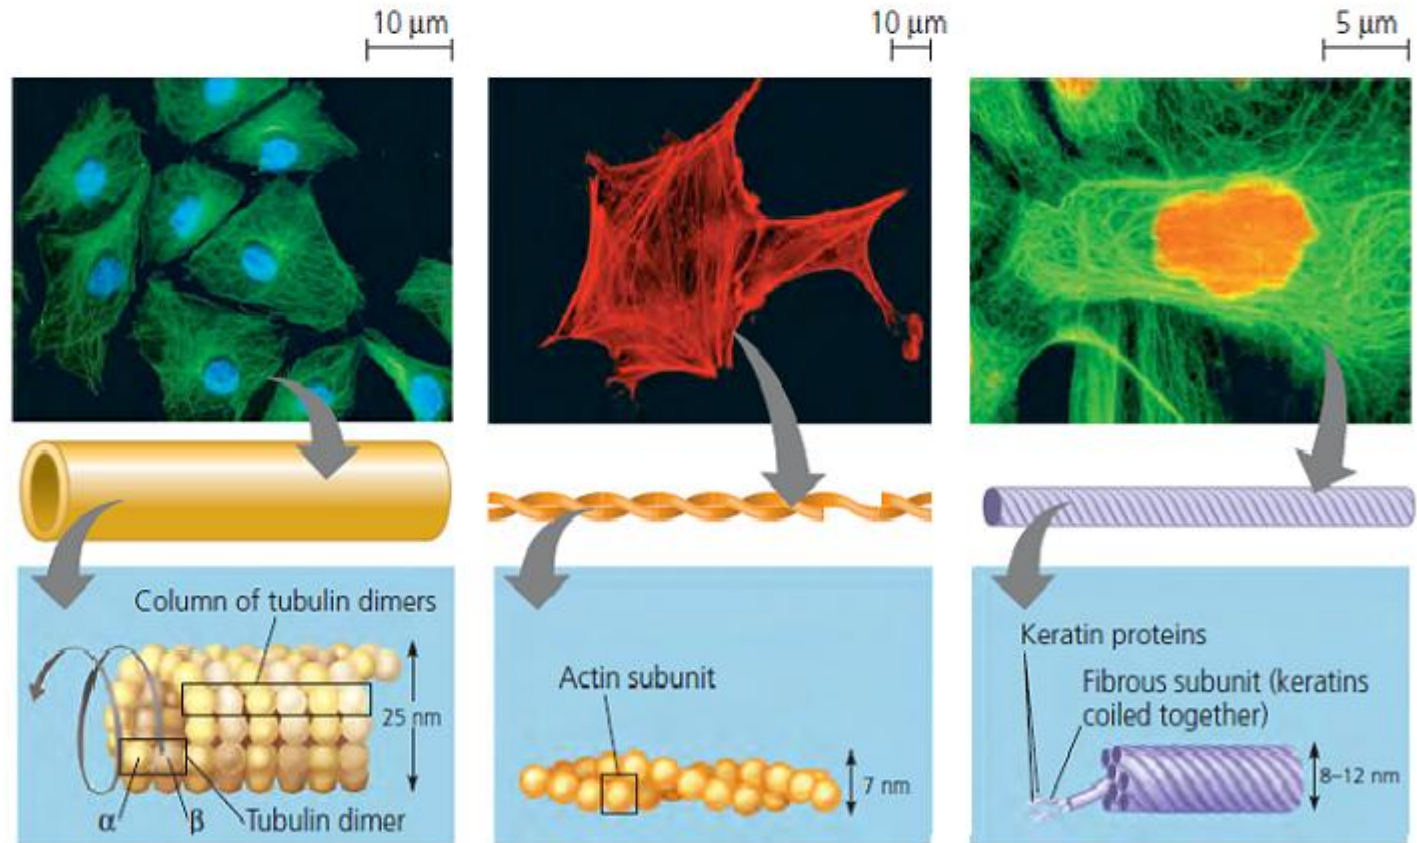 10 μm
10 μm
5 μm
Column of tubulin dimers
25 nm
α
β
Tubulin dimer
Actin subunit
7 nm
Keratin proteins
Fibrous subunit (keratins
coiled together)
8–12 nm